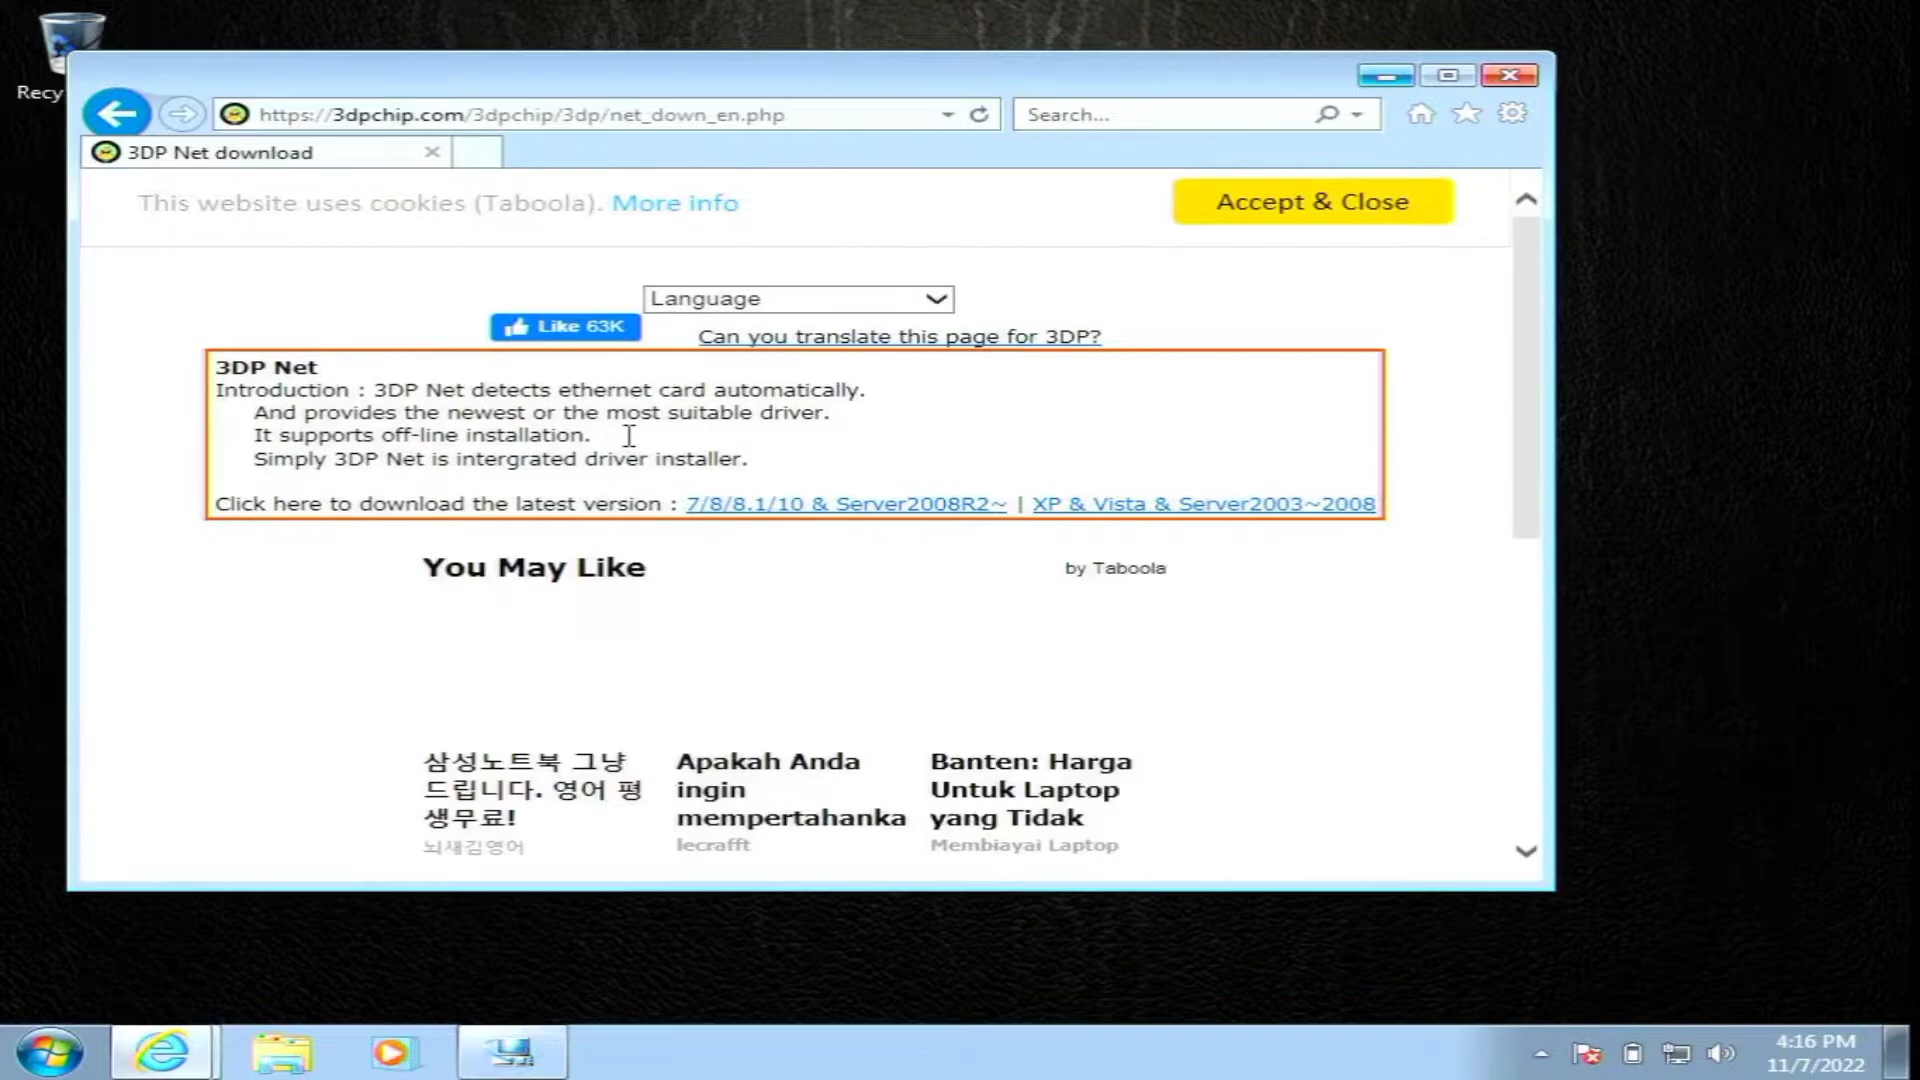 Recy
https://3dpchip.com/3dpchip/3dp/net_down_en.php
Search...
3DP Net download
This website uses cookies (Taboola). More info
Accept & Close
Language
Like 63K
Can you translate this page for 3DP?
3DP Net
Introduction : 3DP Net detects ethernet card automatically.
And provides the newest or the most suitable driver.
It supports off-line installation.
Simply 3DP Net is intergrated driver installer.
Click here to download the latest version : 7/8/8.1/10 & Server2008R2~ | XP & Vista & Server2003~2008
You May Like
by Taboola
삼성노트북 그냥
드립니다. 영어 평
생무료!
뇌새김영어
Apakah Anda
ingin
mempertahanka
lecrafft
Banten: Harga
Untuk Laptop
yang Tidak
Membiayai Laptop
4:16 PM
11/7/2022